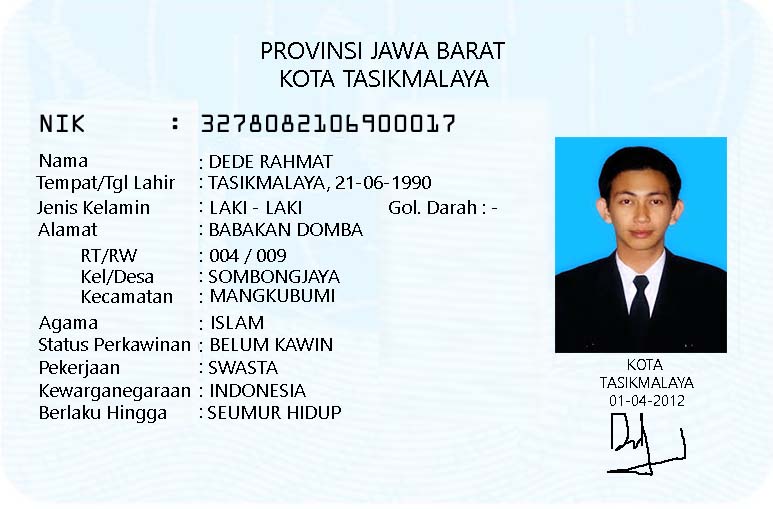 PROVINSI JAWA BARAT
KOTA TASIKMALAYA
NIK : 3278082106900017
Nama : DEDE RAHMAT
Tempat/Tgl Lahir : TASIKMALAYA, 21-06-1990
Jenis Kelamin : LAKI - LAKI Gol. Darah : -
Alamat : BABAKAN DOMBA
RT/RW : 004 / 009
Kel/Desa : SOMBONGJAYA
Kecamatan : MANGKUBUMI
Agama : ISLAM
Status Perkawinan : BELUM KAWIN
Pekerjaan : SWASTA
Kewarganegaraan : INDONESIA
Berlaku Hingga : SEUMUR HIDUP
KOTA
TASIKMALAYA
01-04-2012